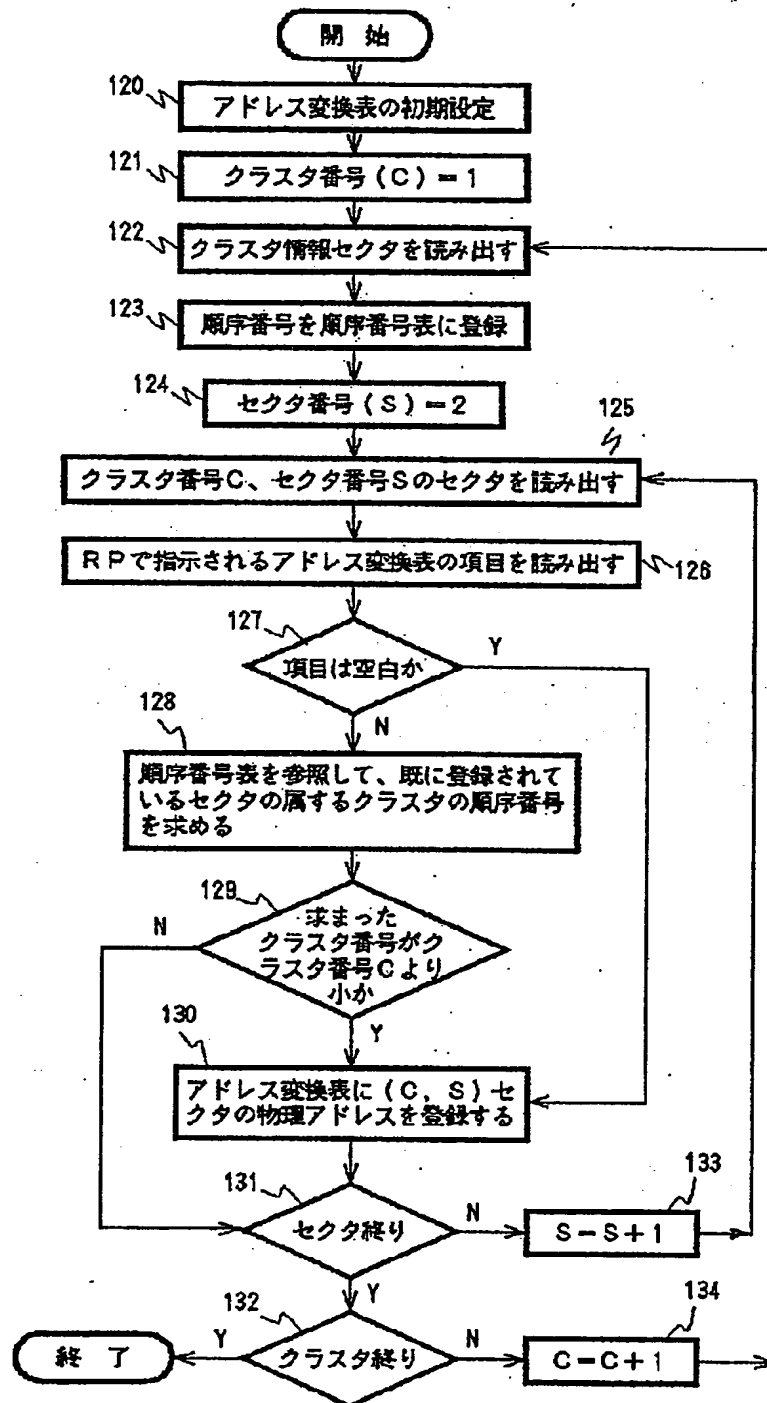 開 始
120
アドレス変換表の初期設定
121
クラスタ番号(C)=1
122
クラスタ情報セクタを読み出す
123
順序番号を順序番号表に登録
124
セクタ番号(S)=2
125
クラスタ番号C、セクタ番号Sのセクタを読み出す
RPで指示されるアドレス変換表の項目を読み出す
126
127
項目は空白か
Y
N
128
順序番号表を参照して、既に登録されて
いるセクタの属するクラスタの順序番号
を求める
129
N
求まった
クラスタ番号がク
ラスタ番号Cより
小か
Y
130
アドレス変換表に(C,S)セ
クタの物理アドレスを登録する
131
セクタ終り
N
133
S=S+1
Y
132
クラスタ終り
Y
終 了
N
134
C=C+1